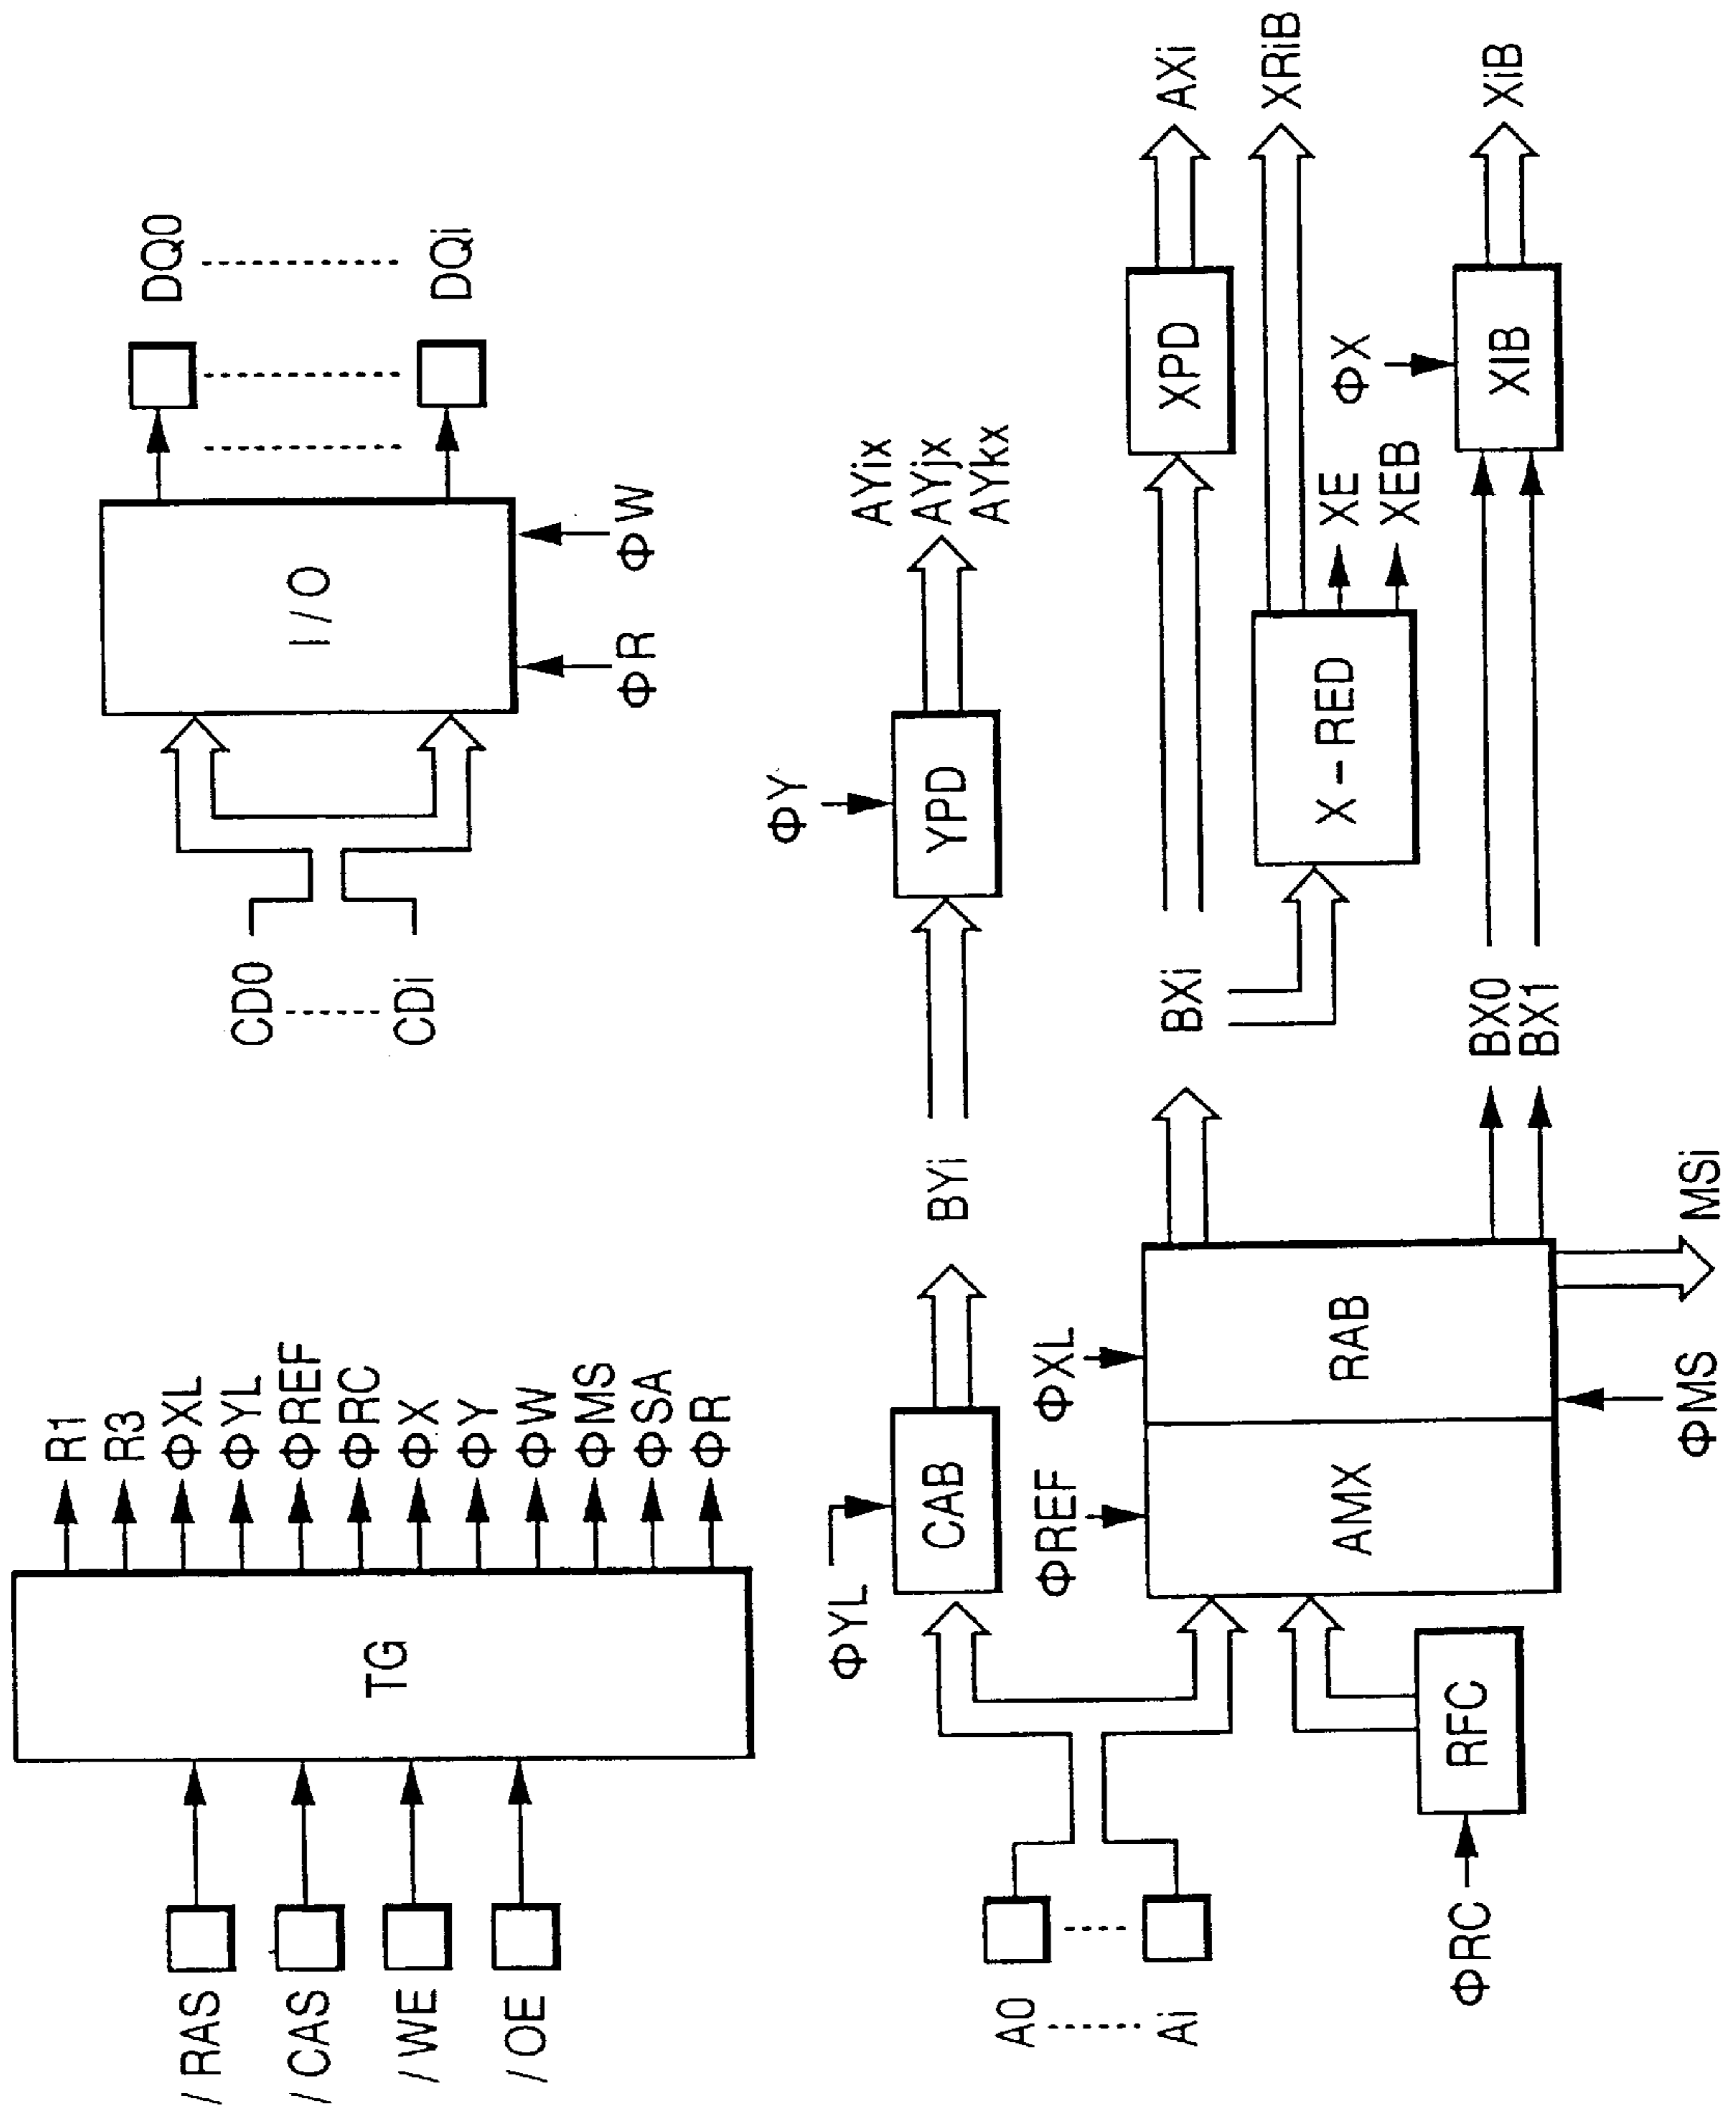 /RAS
/CAS
/WE
/OE
TG
R1
R3
ΦXL
ΦYL
ΦREF
ΦRC
ΦX
ΦY
ΦW
ΦMS
ΦSA
ΦR
CD0
CDi
I/O
ΦR
ΦW
DQ0
DQi
A0
Ai
ΦYL
CAB
BYi
ΦY
YPD
AYix
AYjx
AYkx
ΦREF
ΦXL
AMX
RAB
ΦRC
RFC
ΦMS
MSi
BXi
XPD
AXi
X-RED
XRiB
XE
XEB
BX0
BX1
ΦX
XIB
XiB